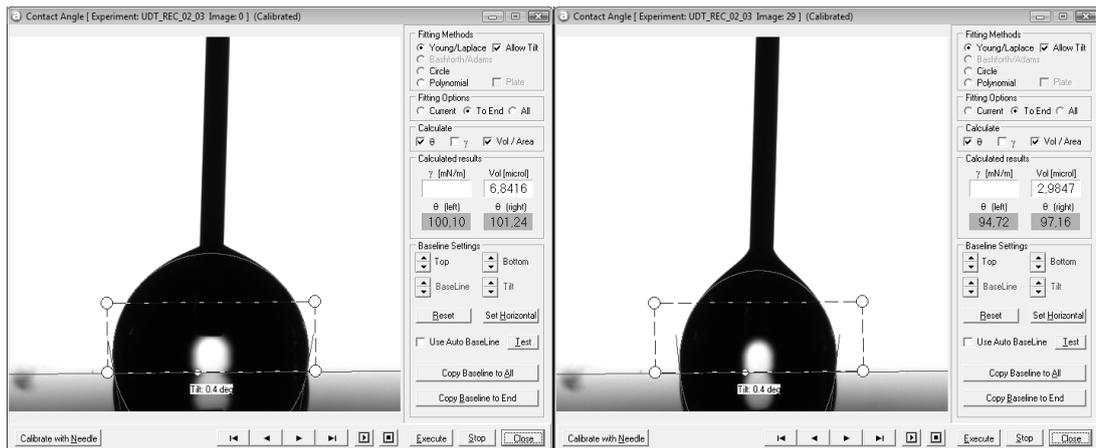 Contact Angle [ Experiment: UDT_REC_02_03 Image: 0 ] (Calibrated)
Fitting Methods
Young/Laplace Allow Tilt
Bashforth/Adams
Circle
Polynomial Plate
Fitting Options
Current To End All
Calculate
θ γ Vol / Area
Calculated results
γ [mN/m] Vol [microl]
6,8416
θ (left) θ (right)
100,10 101,24
Baseline Settings
Top Bottom
BaseLine Tilt
Reset Set Horizontal
Use Auto BaseLine Test
Copy Baseline to All
Copy Baseline to End
Tilt: 0.4 deg
Calibrate with Needle Execute Stop Close
Contact Angle [ Experiment: UDT_REC_02_03 Image: 29 ] (Calibrated)
Fitting Methods
Young/Laplace Allow Tilt
Bashforth/Adams
Circle
Polynomial Plate
Fitting Options
Current To End All
Calculate
θ γ Vol / Area
Calculated results
γ [mN/m] Vol [microl]
2,9847
θ (left) θ (right)
94,72 97,16
Baseline Settings
Top Bottom
BaseLine Tilt
Reset Set Horizontal
Use Auto BaseLine Test
Copy Baseline to All
Copy Baseline to End
Tilt: 0.4 deg
Calibrate with Needle Execute Stop Close